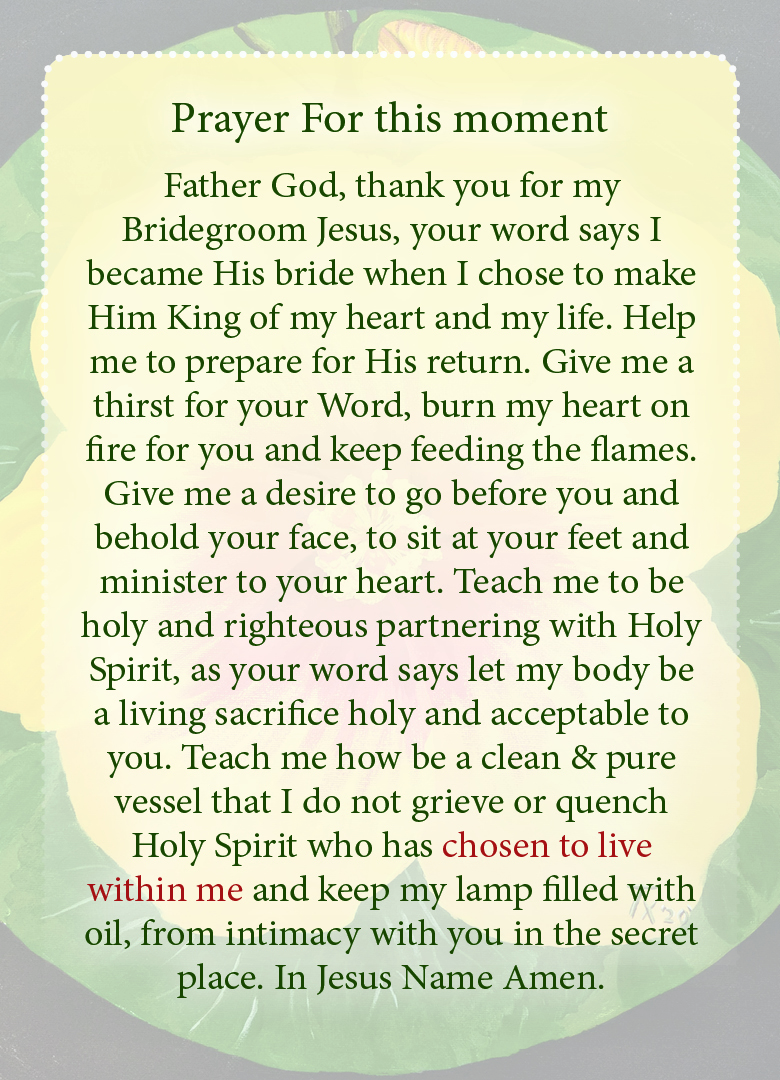 Prayer For this moment
Father God, thank you for my
Bridegroom Jesus, your word says I
became His bride when I chose to make
Him King of my heart and my life. Help
me to prepare for His return. Give me a
thirst for your Word, burn my heart on
fire for you and keep feeding the flames.
Give me a desire to go before you and
behold your face, to sit at your feet and
minister to your heart. Teach me to be
holy and righteous partnering with Holy
Spirit, as your word says let my body be
a living sacrifice holy and acceptable to
you. Teach me how be a clean & pure
vessel that I do not grieve or quench
Holy Spirit who has chosen to live
within me and keep my lamp filled with
oil, from intimacy with you in the secret
place. In Jesus Name Amen.